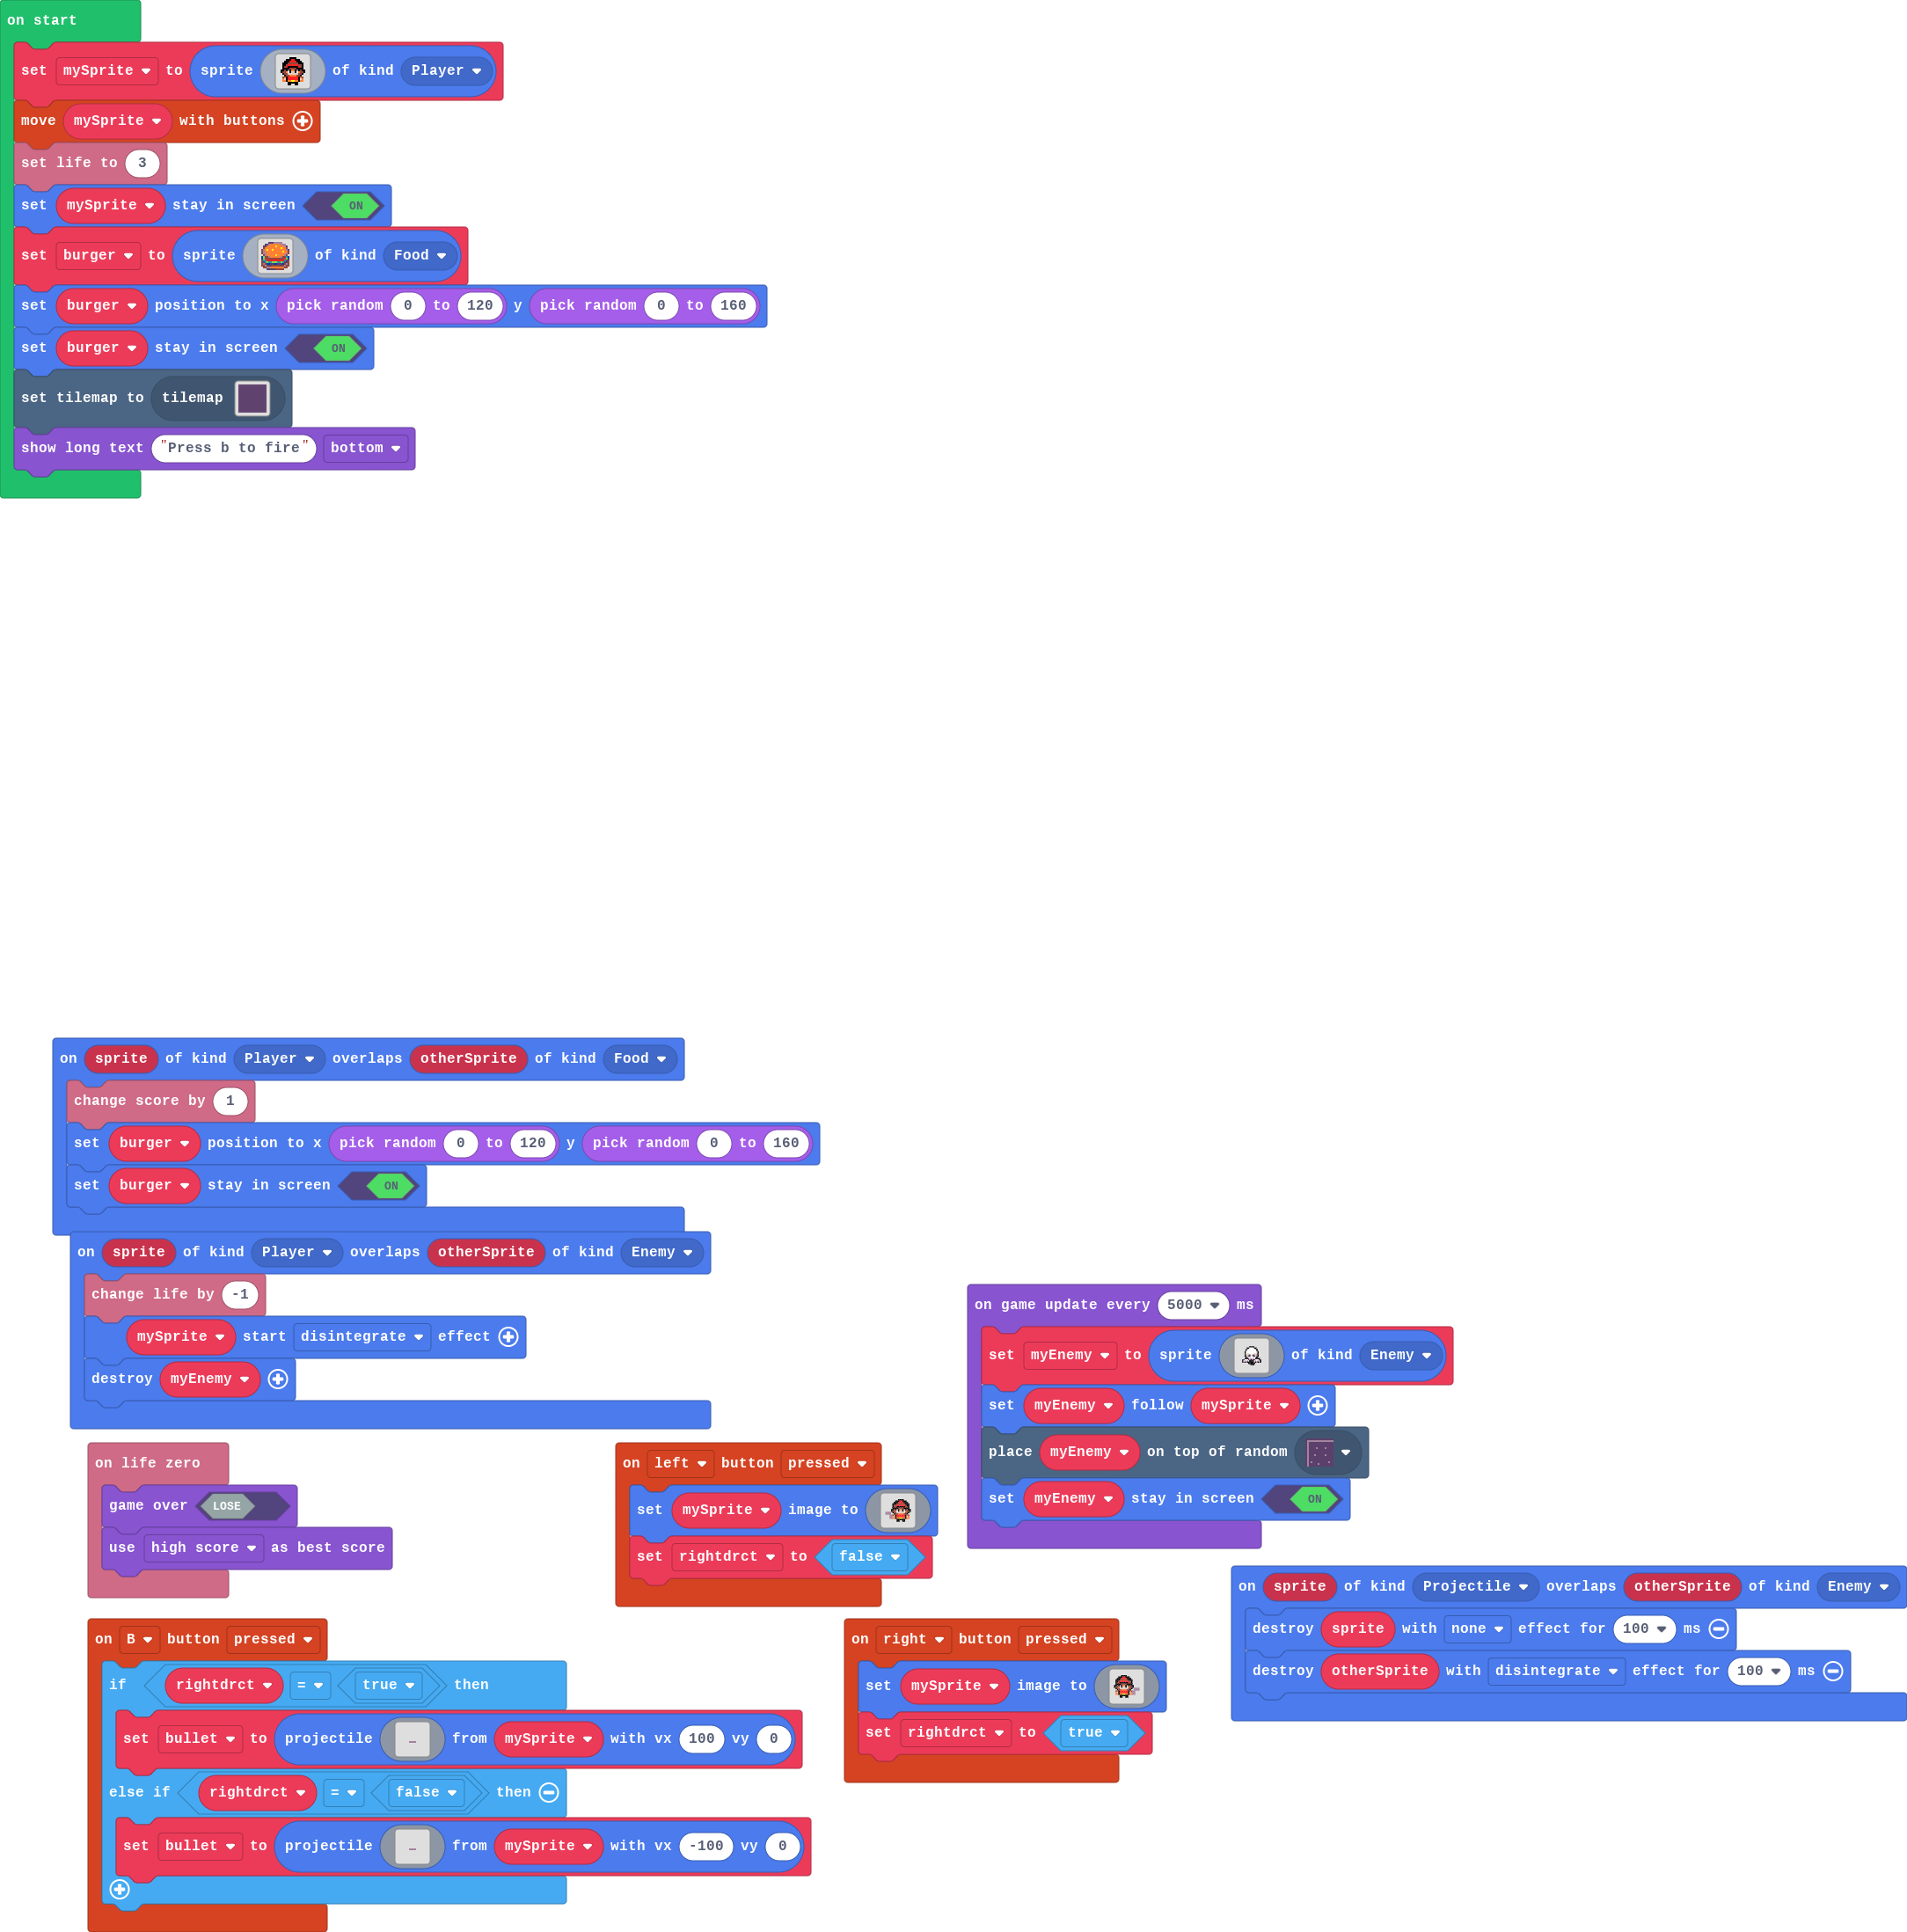 on start
set mySprite to sprite of kind Player
move mySprite with buttons
set life to 3
set mySprite stay in screen ON
set burger to sprite of kind Food
set burger position to x pick random 0 to 120 y pick random 0 to 160
set burger stay in screen ON
set tilemap to tilemap
show long text "Press b to fire" bottom
on sprite of kind Player overlaps otherSprite of kind Food
change score by 1
set burger position to x pick random 0 to 120 y pick random 0 to 160
set burger stay in screen ON
on sprite of kind Player overlaps otherSprite of kind Enemy
change life by -1
mySprite start disintegrate effect
destroy myEnemy
on game update every 5000 ms
set myEnemy to sprite of kind Enemy
set myEnemy follow mySprite
place myEnemy on top of random
set myEnemy stay in screen ON
on life zero
game over LOSE
use high score as best score
on left button pressed
set mySprite image to
set rightdrct to false
on sprite of kind Projectile overlaps otherSprite of kind Enemy
destroy sprite with none effect for 100 ms
destroy otherSprite with disintegrate effect for 100 ms
on B button pressed
if rightdrct = true then
set bullet to projectile from mySprite with vx 100 vy 0
else if rightdrct = false then
set bullet to projectile from mySprite with vx -100 vy 0
on right button pressed
set mySprite image to
set rightdrct to true